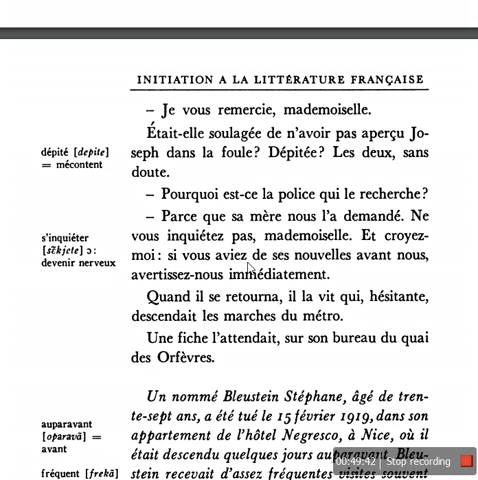 INITIATION A LA LITTÉRATURE FRANÇAISE
– Je vous remercie, mademoiselle.
Était-elle soulagée de n'avoir pas aperçu Jo-
seph dans la foule? Dépitée? Les deux, sans
doute.
– Pourquoi est-ce la police qui le recherche?
– Parce que sa mère nous l'a demandé. Ne
vous inquiétez pas, mademoiselle. Et croyez-
moi: si vous aviez de ses nouvelles avant nous,
avertissez-nous immédiatement.
Quand il se retourna, il la vit qui, hésitante,
descendait les marches du métro.
Une fiche l'attendait, sur son bureau du quai
des Orfèvres.
Un nommé Bleustein Stéphane, âgé de tren-
te-sept ans, a été tué le 15 février 1919, dans son
appartement de l'hôtel Negresco, à Nice, où il
était descendu quelques jours auparavant. Bleu-
stein recevait d'assez fréquentes visites souvent
dépité [depite]
= mécontent
s'inquiéter
[sɛ̃kjete] ɔ:
devenir nerveux
auparavant
[oparavɑ̃] =
avant
fréquent [frekɑ̃]
00:49:42 | Stop recording